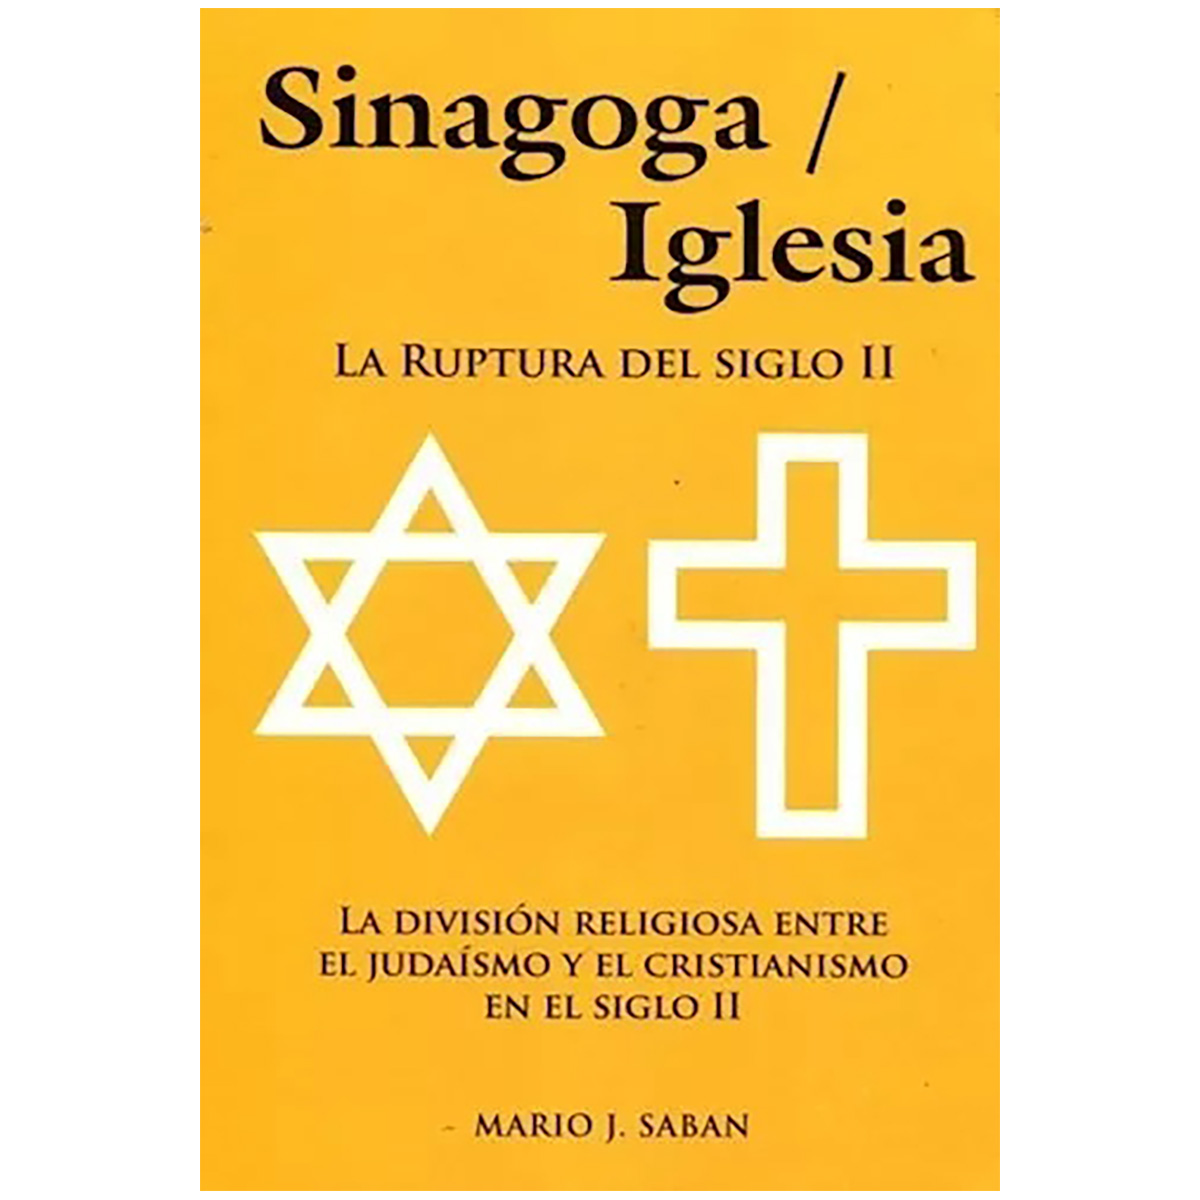 Sinagoga /
Iglesia
La Ruptura del siglo II
La división religiosa entre
el judaísmo y el cristianismo
en el siglo II
Mario J. Saban